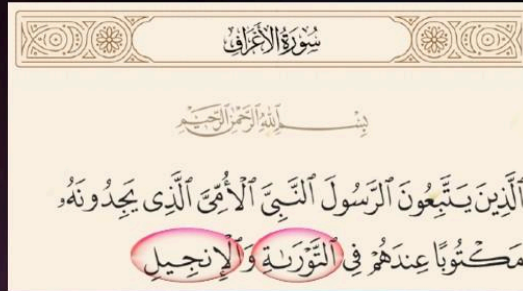 سُورَةُ الأَعْرَافِ
بِسْمِ ٱللَّهِ ٱلرَّحْمَٰنِ ٱلرَّحِيمِ
ٱلَّذِينَ يَتَّبِعُونَ ٱلرَّسُولَ ٱلنَّبِىَّ ٱلْأُمِّىَّ ٱلَّذِى يَجِدُونَهُۥ
مَكْتُوبًا عِندَهُمْ فِى ٱلتَّوْرَىٰةِ وَٱلْإِنجِيلِ